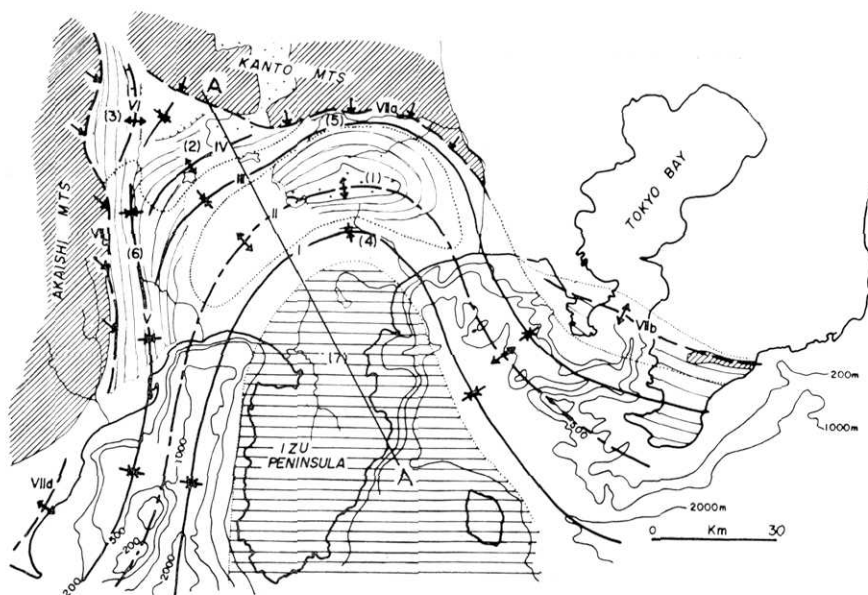 KANTO MTS
A
VI
(3)
VIIa
(5)
(2)
IV
III
(1)
II
AKAISHI MTS
(6)
I
(4)
TOKYO BAY
V
VIIb
(7)
200m
1000m
300
IZU
PENINSULA
A
1000
VIId
2000m
0 Km 30
300
200
200
2000